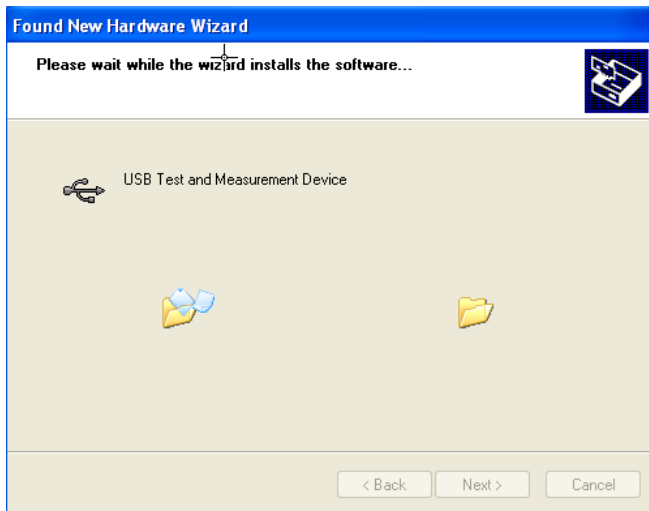 Found New Hardware Wizard
Please wait while the wizard installs the software...
USB Test and Measurement Device
< Back
Next >
Cancel